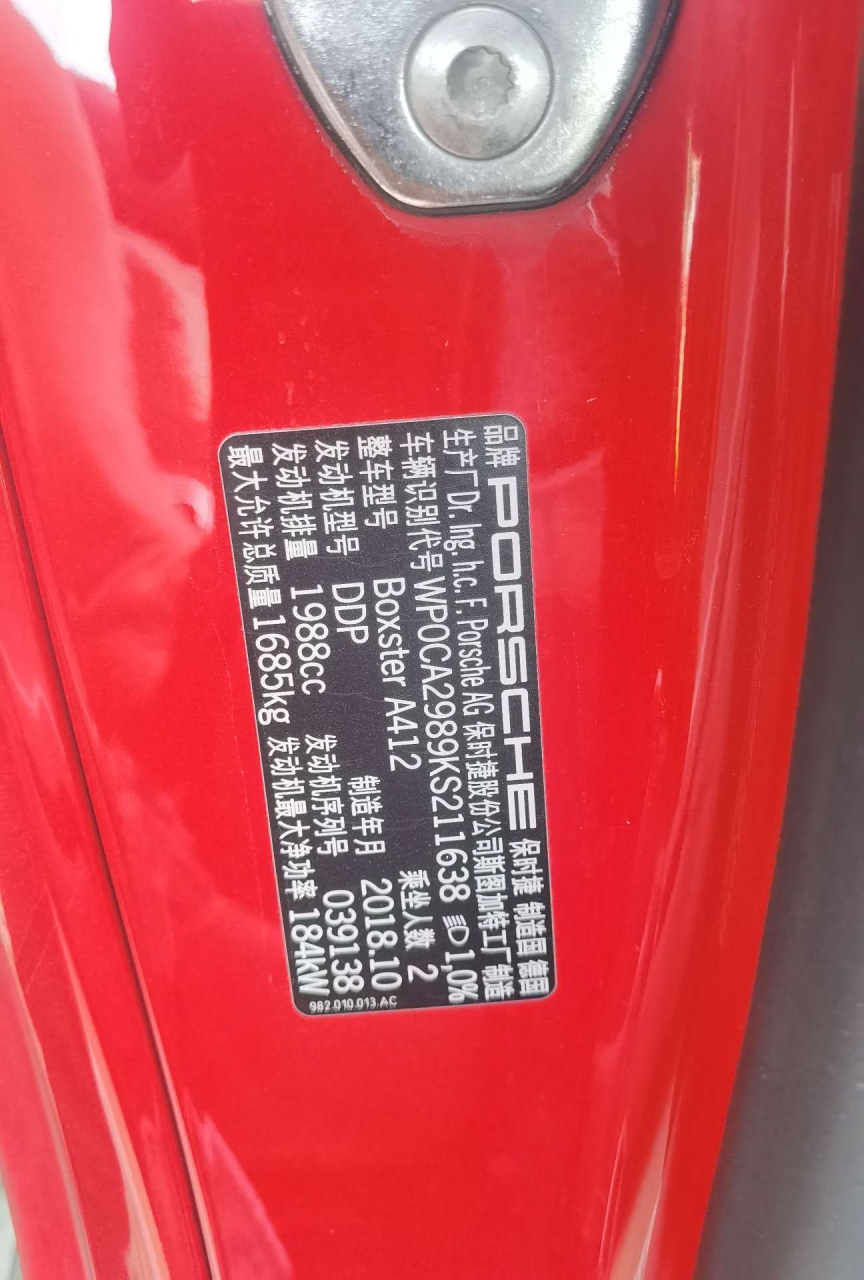 品牌 PORSCHE 保时捷 制造国 德国
生产厂Dr. Ing. h.c. F. Porsche AG 保时捷股份公司斯图加特工厂制造
车辆识别代号 WP0CA2989KS211638 1,0%
整车型号 Boxster A412 乘坐人数 2
发动机型号 DDP 制造年月 2018.10
发动机排量 1988cc 发动机序列号 039138
最大允许总质量 1685kg 发动机最大净功率 184kW
982.010.013.AC